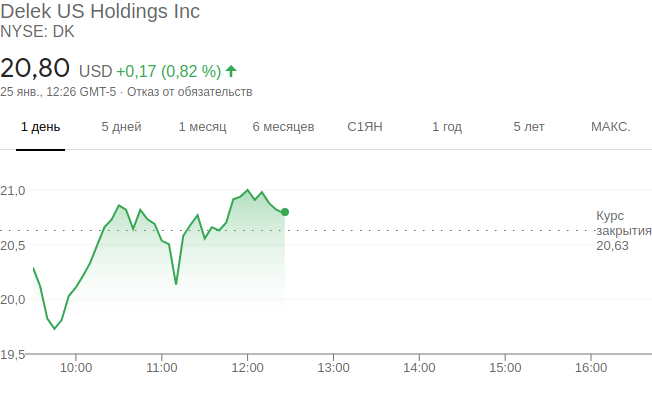 Delek US Holdings Inc
NYSE: DK
20,80 USD +0,17 (0,82 %)
25 янв., 12:26 GMT-5 · Отказ от обязательств
1 день 5 дней 1 месяц 6 месяцев С1ЯН 1 год 5 лет МАКС.
21,0
Курс
закрытия
20,5 20,63
20,0
19,5
10:00 11:00 12:00 13:00 14:00 15:00 16:00